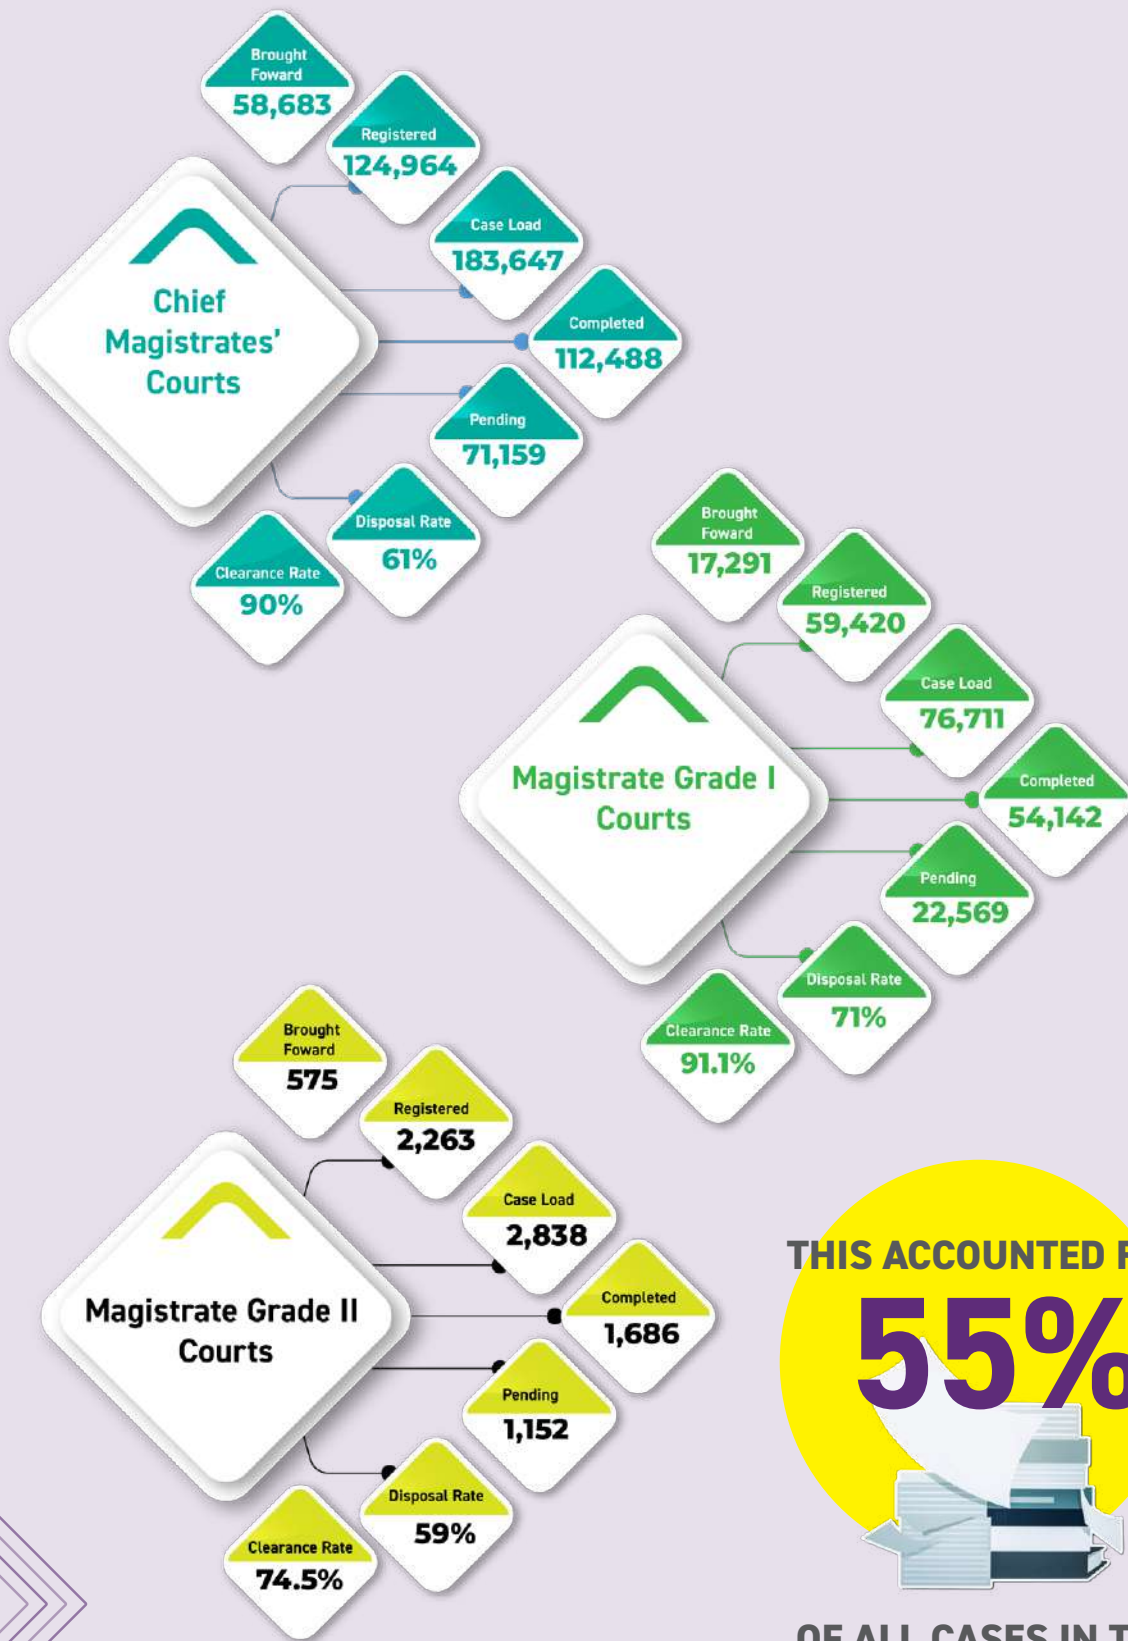 Brought
Foward
58,683
Registered
124,964
Case Load
183,647
Chief
Magistrates'
Courts
Completed
112,488
Pending
71,159
Disposal Rate
61%
Clearance Rate
90%
Brought
Foward
17,291
Registered
59,420
Case Load
76,711
Magistrate Grade I
Courts
Completed
54,142
Pending
22,569
Disposal Rate
71%
Clearance Rate
91.1%
Brought
Foward
575
Registered
2,263
Case Load
2,838
Magistrate Grade II
Courts
Completed
1,686
Pending
1,152
Disposal Rate
59%
Clearance Rate
74.5%
THIS ACCOUNTED
55%
OF ALL CASES IN